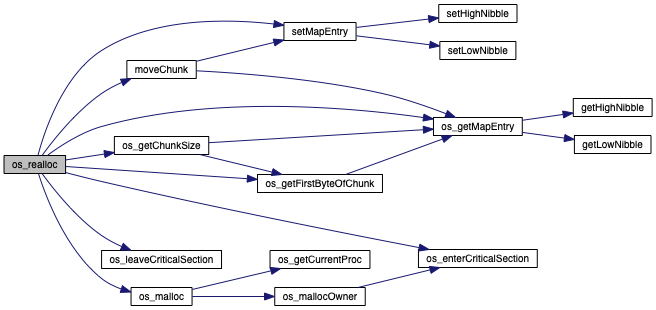 setHighNibble
setMapEntry
setLowNibble
moveChunk
getHighNibble
os_getMapEntry
os_getChunkSize
getLowNibble
os_realloc
os_getFirstByteOfChunk
os_leaveCriticalSection
os_getCurrentProc
os_enterCriticalSection
os_malloc
os_mallocOwner